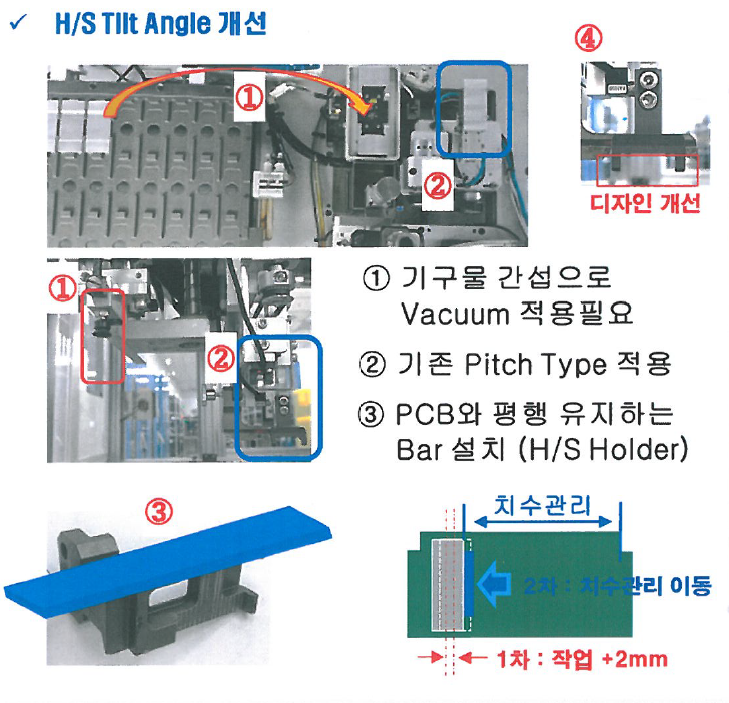 ✓ H/S Tilt Angle 개선
④
①
②
디자인 개선
①
②
① 기구물 간섭으로
Vacuum 적용필요
② 기존 Pitch Type 적용
③ PCB와 평행 유지하는
Bar 설치 (H/S Holder)
③
치수관리
2차 : 치수관리 이동
1차 : 작업 +2mm